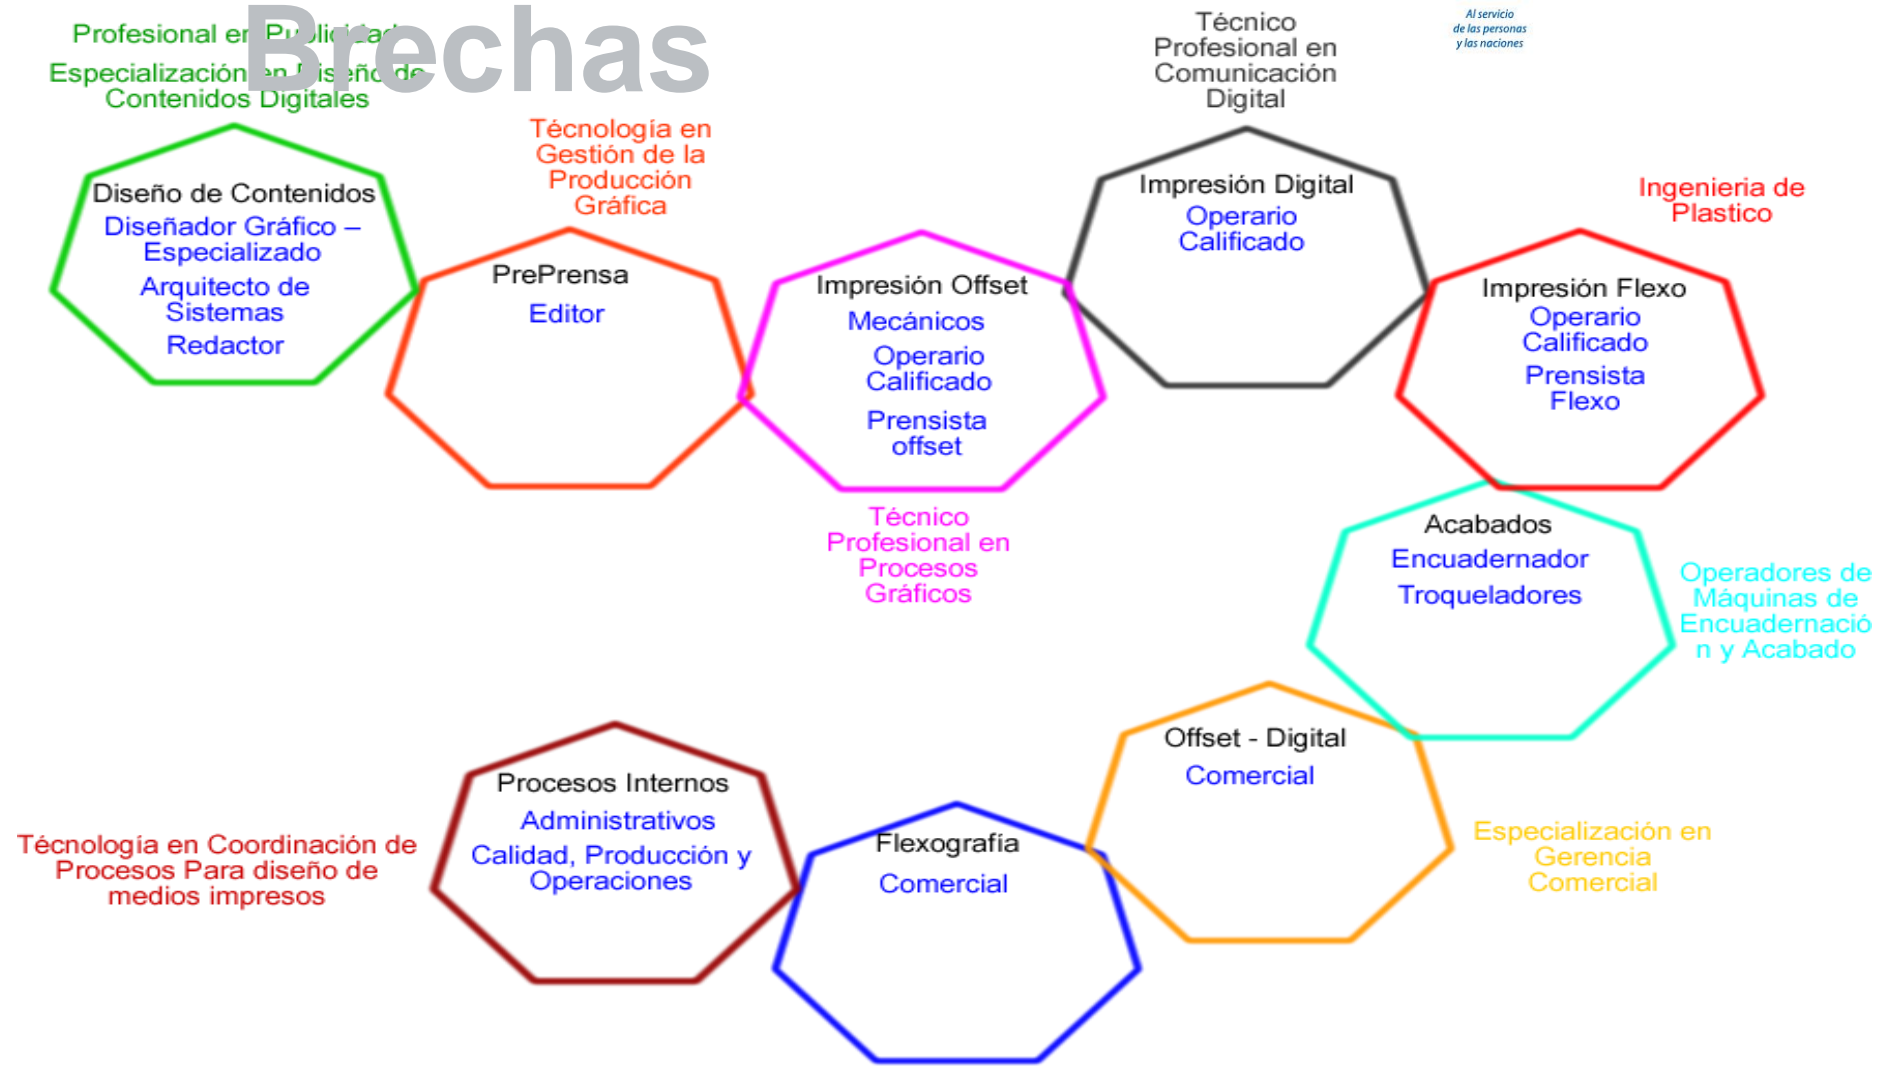 Brechas
Profesional en Publicidad
Especialización en Diseño de
Contenidos Digitales
Diseño de Contenidos
Diseñador Gráfico –
Especializado
Arquitecto de
Sistemas
Redactor
Técnología en
Gestión de la
Producción
Gráfica
PrePrensa
Editor
Impresión Offset
Mecánicos
Operario
Calificado
Prensista
offset
Técnico
Profesional en
Procesos
Gráficos
Técnico
Profesional en
Comunicación
Digital
Impresión Digital
Operario
Calificado
Al servicio
de las personas
y las naciones
Ingenieria de
Plastico
Impresión Flexo
Operario
Calificado
Prensista
Flexo
Acabados
Encuadernador
Troqueladores
Operadores de
Máquinas de
Encuadernació
n y Acabado
Offset - Digital
Comercial
Especialización en
Gerencia
Comercial
Flexografía
Comercial
Procesos Internos
Administrativos
Calidad, Producción y
Operaciones
Técnología en Coordinación de
Procesos Para diseño de
medios impresos